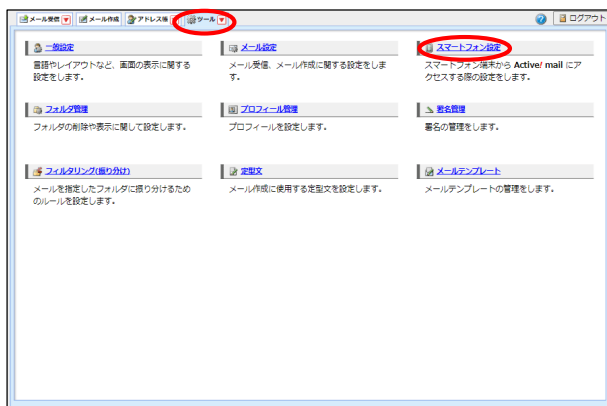 メール受信 メール作成 アドレス帳 ツール ログアウト
一般設定 メール設定 スマートフォン設定
言語やレイアウトなど、画面の表示に関する メール受信、メール作成に関する設定をしま スマートフォン端末から Active! mail にア
設定をします。 す。 クセスする際の設定をします。
フォルダ管理 プロフィール管理 署名管理
フォルダの削除や表示に関して設定します。 プロフィールを設定します。 署名の管理をします。
フィルタリング(振り分け) 定型文 メールテンプレート
メールを指定したフォルダに振り分けるため メール作成に使用する定型文を設定します。 メールテンプレートの管理をします。
のルールを設定します。